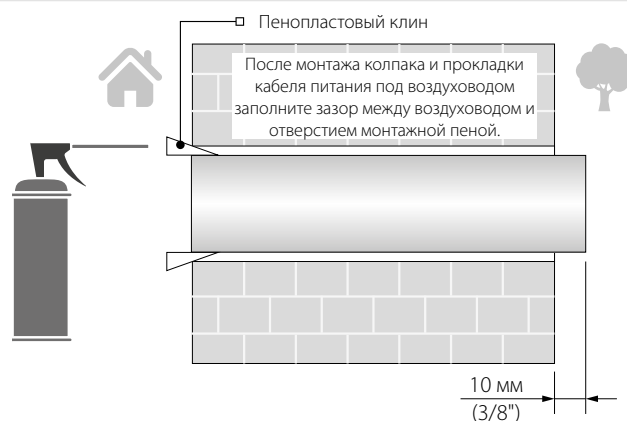 Пенопластовый клин
После монтажа колпака и прокладки
кабеля питания под воздуховодом
заполните зазор между воздуховодом и
отверстием монтажной пеной.
10 мм
(3/8")